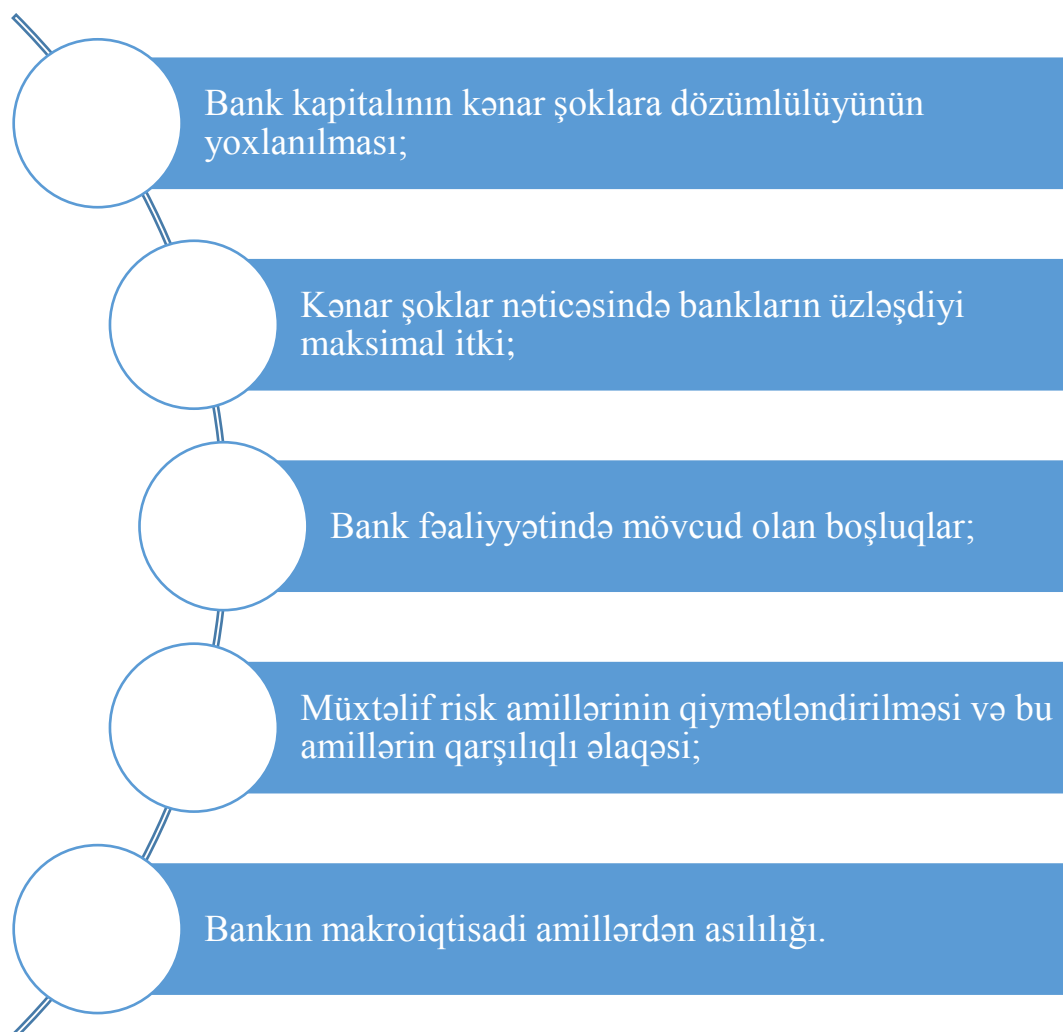 Bank kapitalının kənar şoklara dözümlülüyünün
yoxlanılması;
Kənar şoklar nəticəsində bankların üzləşdiyi
maksimal itki;
Bank fəaliyyətində mövcud olan boşluqlar;
Müxtəlif risk amillərinin qiymətləndirilməsi və bu
amillərin qarşılıqlı əlaqəsi;
Bankın makroiqtisadi amillərdən asılılığı.